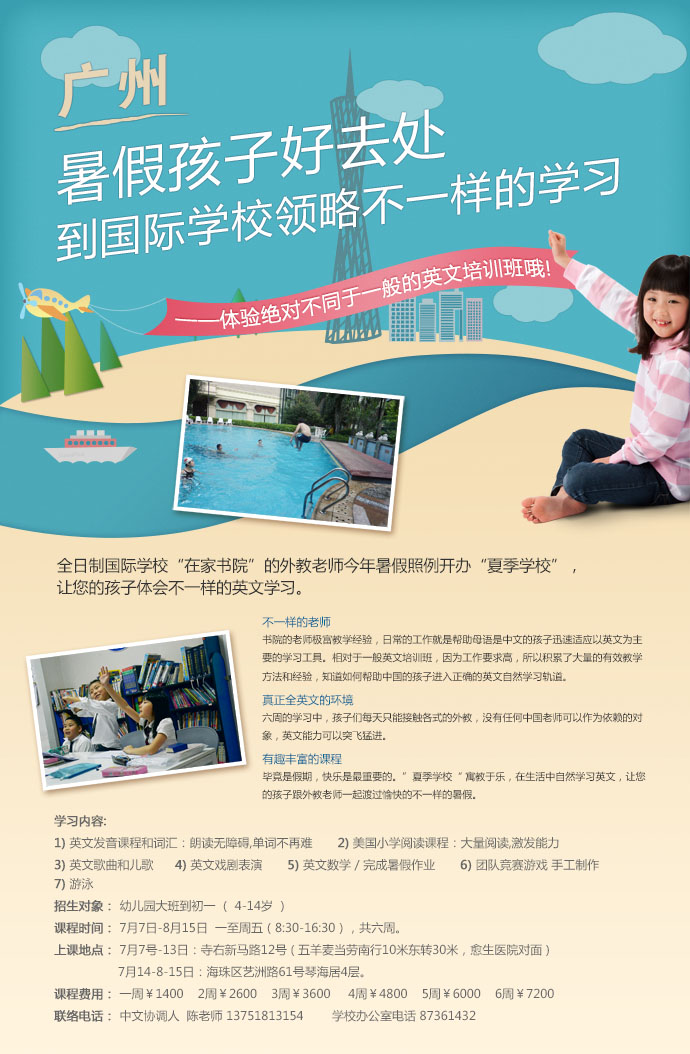 广州
暑假孩子好去处
到国际学校领略不一样的学习
——体验绝对不同于一般的英文培训班哦!
全日制国际学校“在家书院”的外教老师今年暑假照例开办“夏季学校”，
让您的孩子体会不一样的英文学习。
不一样的老师
书院的老师极富教学经验，日常的工作就是帮助母语是中文的孩子迅速适应以英文为主
要的学习工具。相对于一般英文培训班，因为工作要求高，所以积累了大量的有效教学
方法和经验，知道如何帮助中国的孩子进入正确的英文自然学习轨道。
真正全英文的环境
六周的学习中，孩子们每天只能接触各式的外教，没有任何中国老师可以作为依赖的对
象，英文能力可以突飞猛进。
有趣丰富的课程
毕竟是假期，快乐是最重要的。”夏季学校“寓教于乐，在生活中自然学习英文，让您
的孩子跟外教老师一起渡过愉快的不一样的暑假。
学习内容:
1) 英文发音课程和词汇：朗读无障碍,单词不再难 2) 美国小学阅读课程：大量阅读,激发能力
3) 英文歌曲和儿歌 4) 英文戏剧表演 5) 英文数学 / 完成暑假作业 6) 团队竞赛游戏 手工制作
7) 游泳
招生对象： 幼儿园大班到初一 （ 4-14岁 ）
课程时间： 7月7日-8月15日 一至周五 ( 8:30-16:30 )，共六周。
上课地点： 7月7号-13日：寺右新马路12号 ( 五羊麦当劳南行10米东转30米，愈生医院对面 )
7月14-8-15日：海珠区艺洲路61号琴海居4层。
课程费用： 一周￥1400 2周￥2600 3周￥3600 4周￥4800 5周￥6000 6周￥7200
联络电话： 中文协调人 陈老师 13751813154 学校办公室电话 87361432